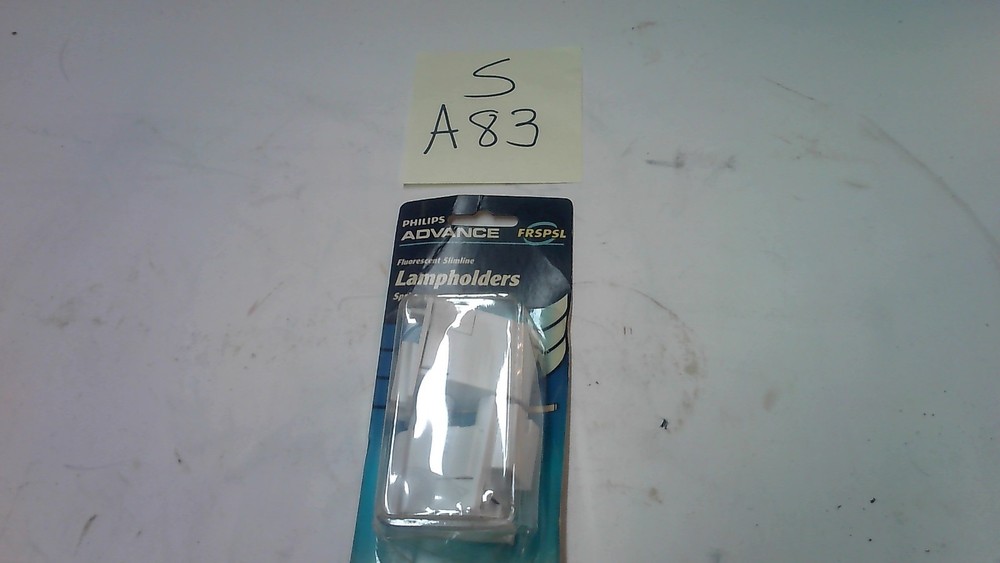 S
A83
PHILIPS
ADVANCE FRSPSL
Fluorescent Slimline
Lampholders